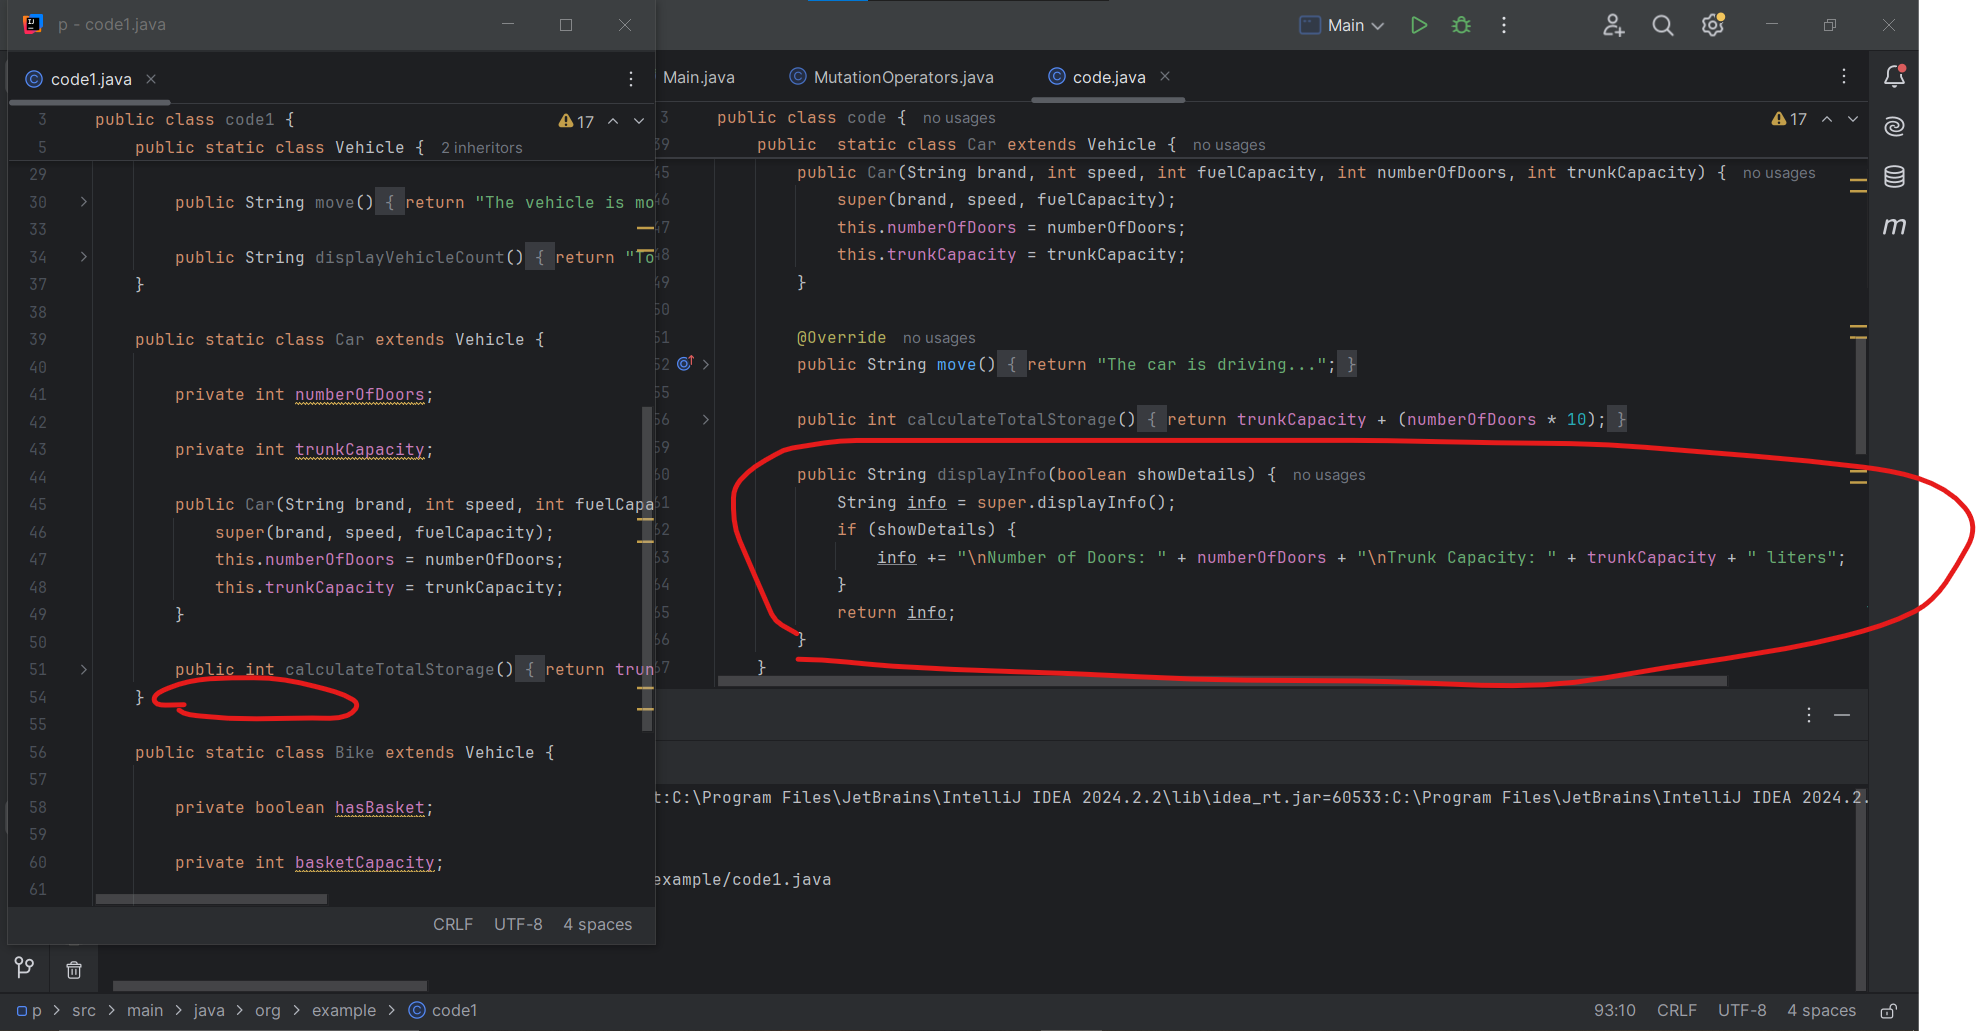 p - code1.java
code1.java
3 public class code1 { 17
5 public static class Vehicle { 2 inheritors
29
30 public String move() { return "The vehicle is mo
33
34 public String displayVehicleCount() { return "To
37 }
38
39 public static class Car extends Vehicle {
40
41 private int numberOfDoors;
42
43 private int trunkCapacity;
44
45 public Car(String brand, int speed, int fuelCapa
46 super(brand, speed, fuelCapacity);
47 this.numberOfDoors = numberOfDoors;
48 this.trunkCapacity = trunkCapacity;
49 }
50
51 public int calculateTotalStorage() { return trun
54 }
55
56 public static class Bike extends Vehicle {
57
58 private boolean hasBasket;
59
60 private int basketCapacity;
61
CRLF UTF-8 4 spaces
Main
Main.java MutationOperators.java code.java
3 public class code { no usages 17
39 public static class Car extends Vehicle { no usages
45 public Car(String brand, int speed, int fuelCapacity, int numberOfDoors, int trunkCapacity) { no usages
46 super(brand, speed, fuelCapacity);
47 this.numberOfDoors = numberOfDoors;
48 this.trunkCapacity = trunkCapacity;
49 }
50
51 @Override no usages
52 public String move() { return "The car is driving..."; }
55
56 public int calculateTotalStorage() { return trunkCapacity + (numberOfDoors * 10); }
59
60 public String displayInfo(boolean showDetails) { no usages
61 String info = super.displayInfo();
62 if (showDetails) {
63 info += "\nNumber of Doors: " + numberOfDoors + "\nTrunk Capacity: " + trunkCapacity + " liters";
64 }
65 return info;
66 }
67 }
t:C:\Program Files\JetBrains\IntelliJ IDEA 2024.2.2\lib\idea_rt.jar=60533:C:\Program Files\JetBrains\IntelliJ IDEA 2024.2.
example/code1.java
p > src > main > java > org > example > code1
93:10 CRLF UTF-8 4 spaces